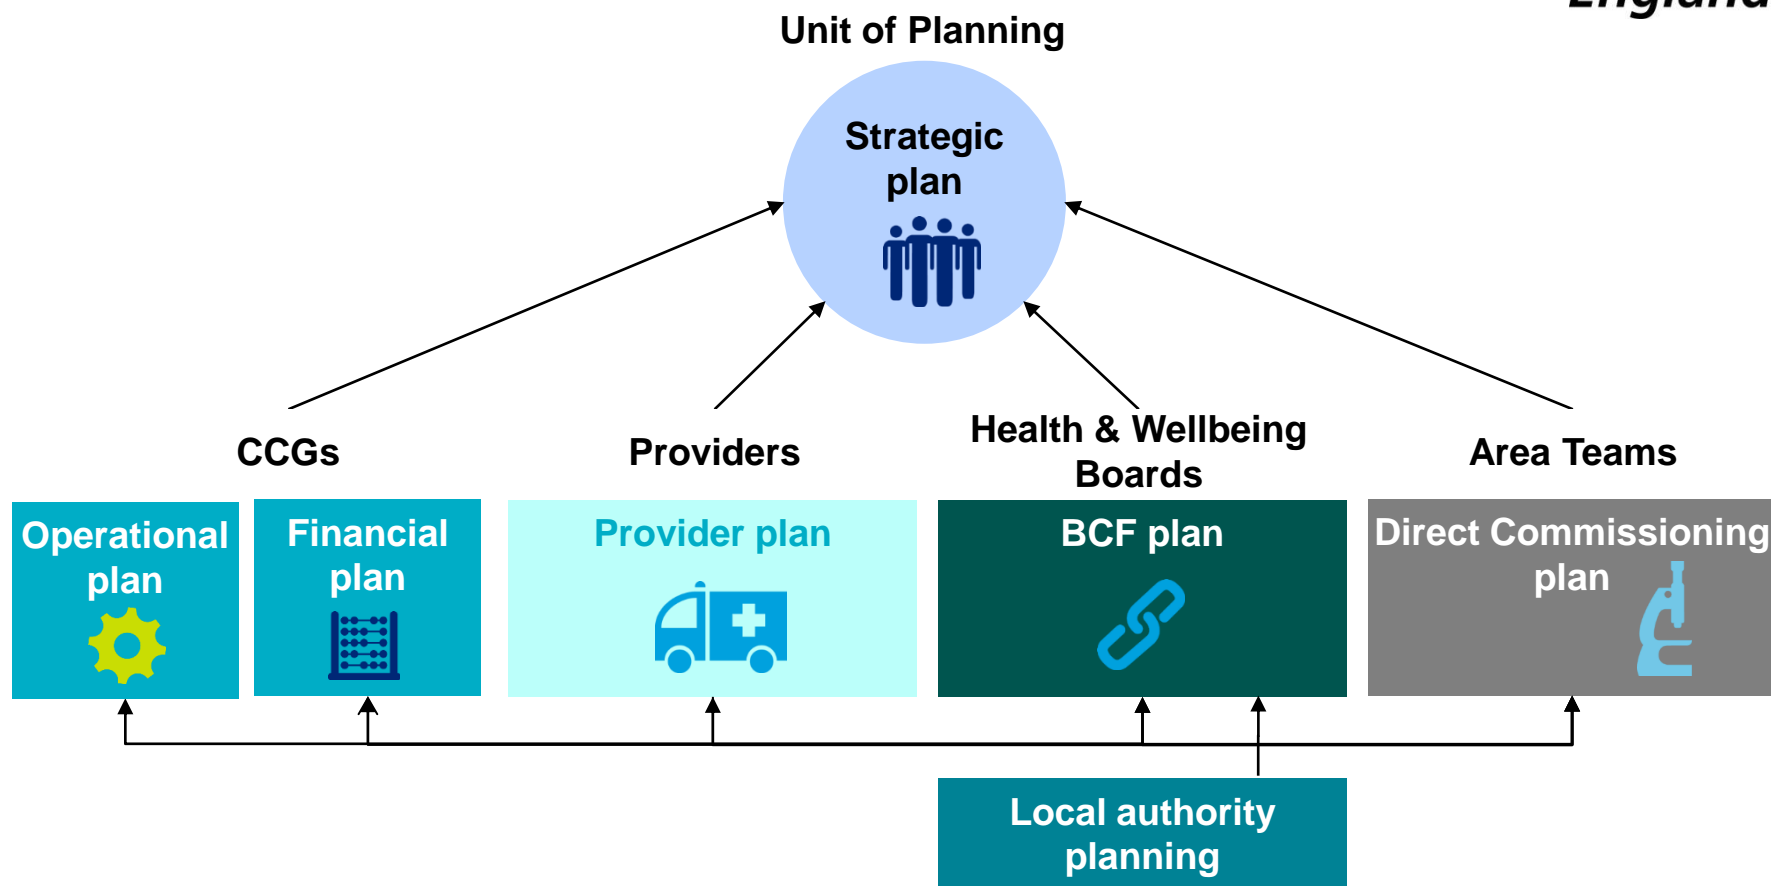 England
Unit of Planning
Strategic
plan
CCGs
Providers
Health & Wellbeing
Boards
Area Teams
Operational
plan
Financial
plan
Provider plan
BCF plan
Direct Commissioning
plan
Local authority
planning